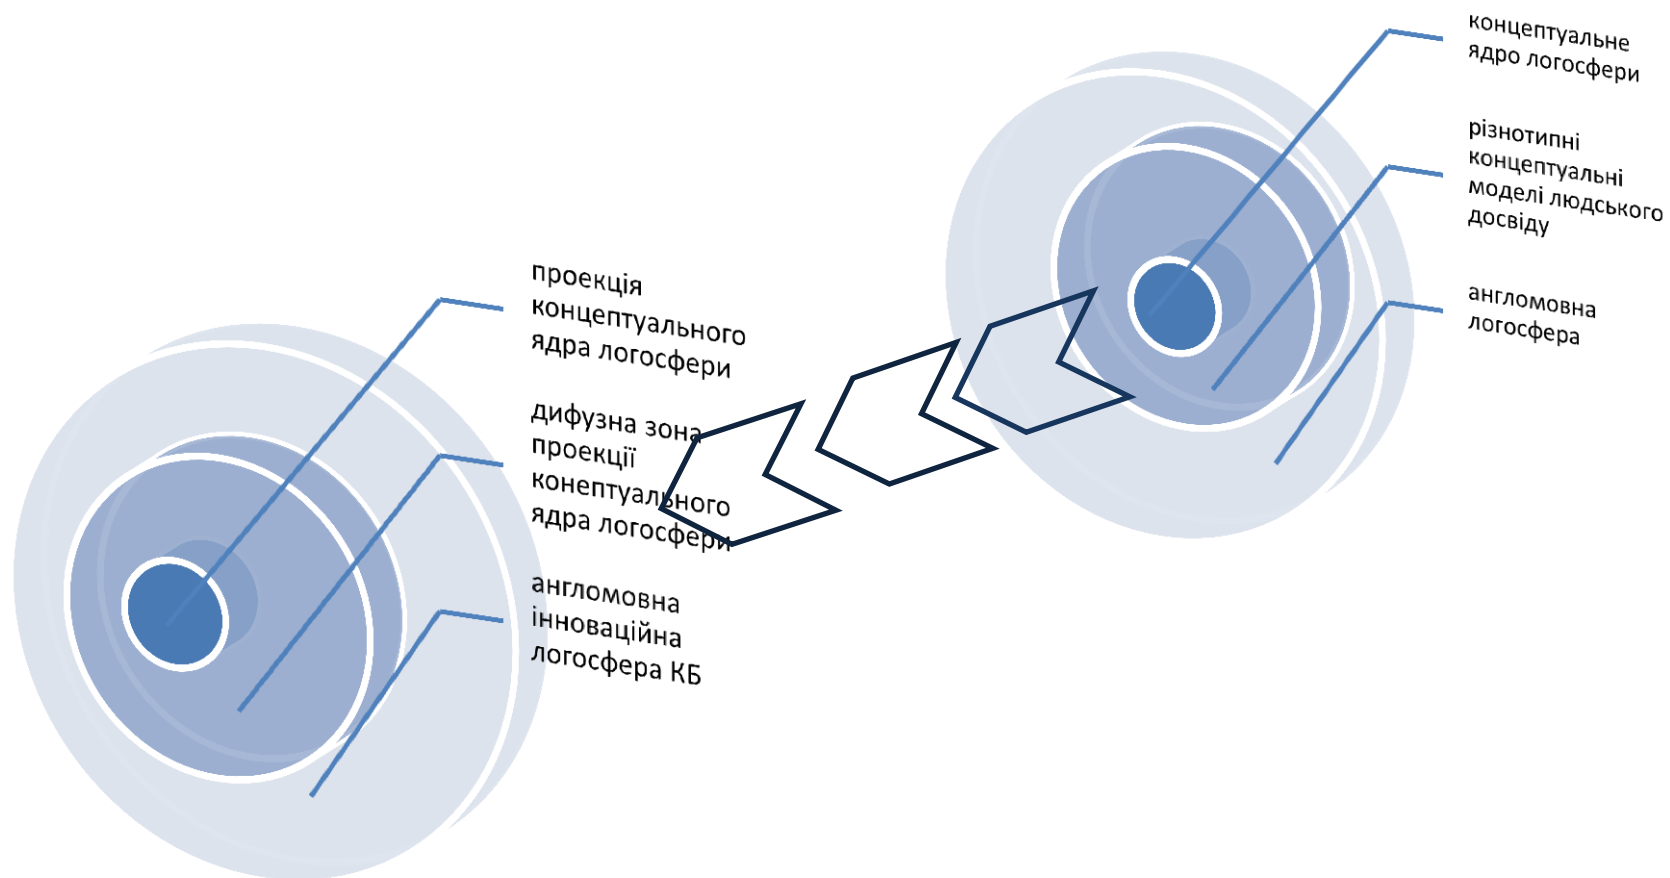 концептуальне
ядро логосфери
різнотипні
концептуальні
моделі людського
досвіду
англомовна
логосфера
проекція
концептуального
ядра логосфери
дифузна зона
проекції
конептуального
ядра логосфери
англомовна
інноваційна
логосфера КБ